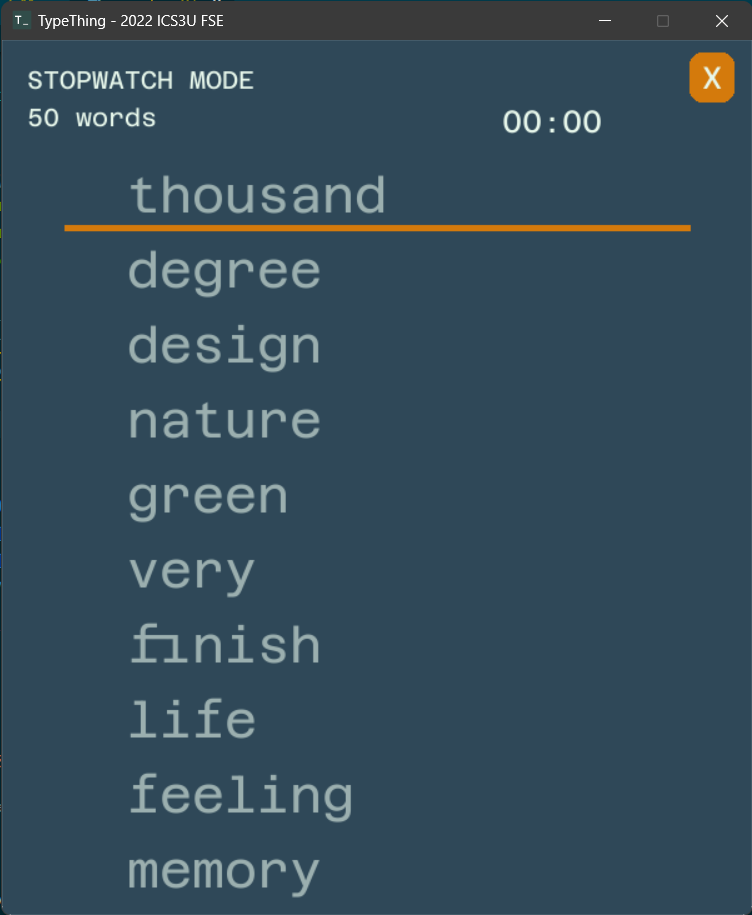 T_ TypeThing - 2022 ICS3U FSE
STOPWATCH MODE
X
50 words
00:00
thousand
degree
design
nature
green
very
finish
life
feeling
memory